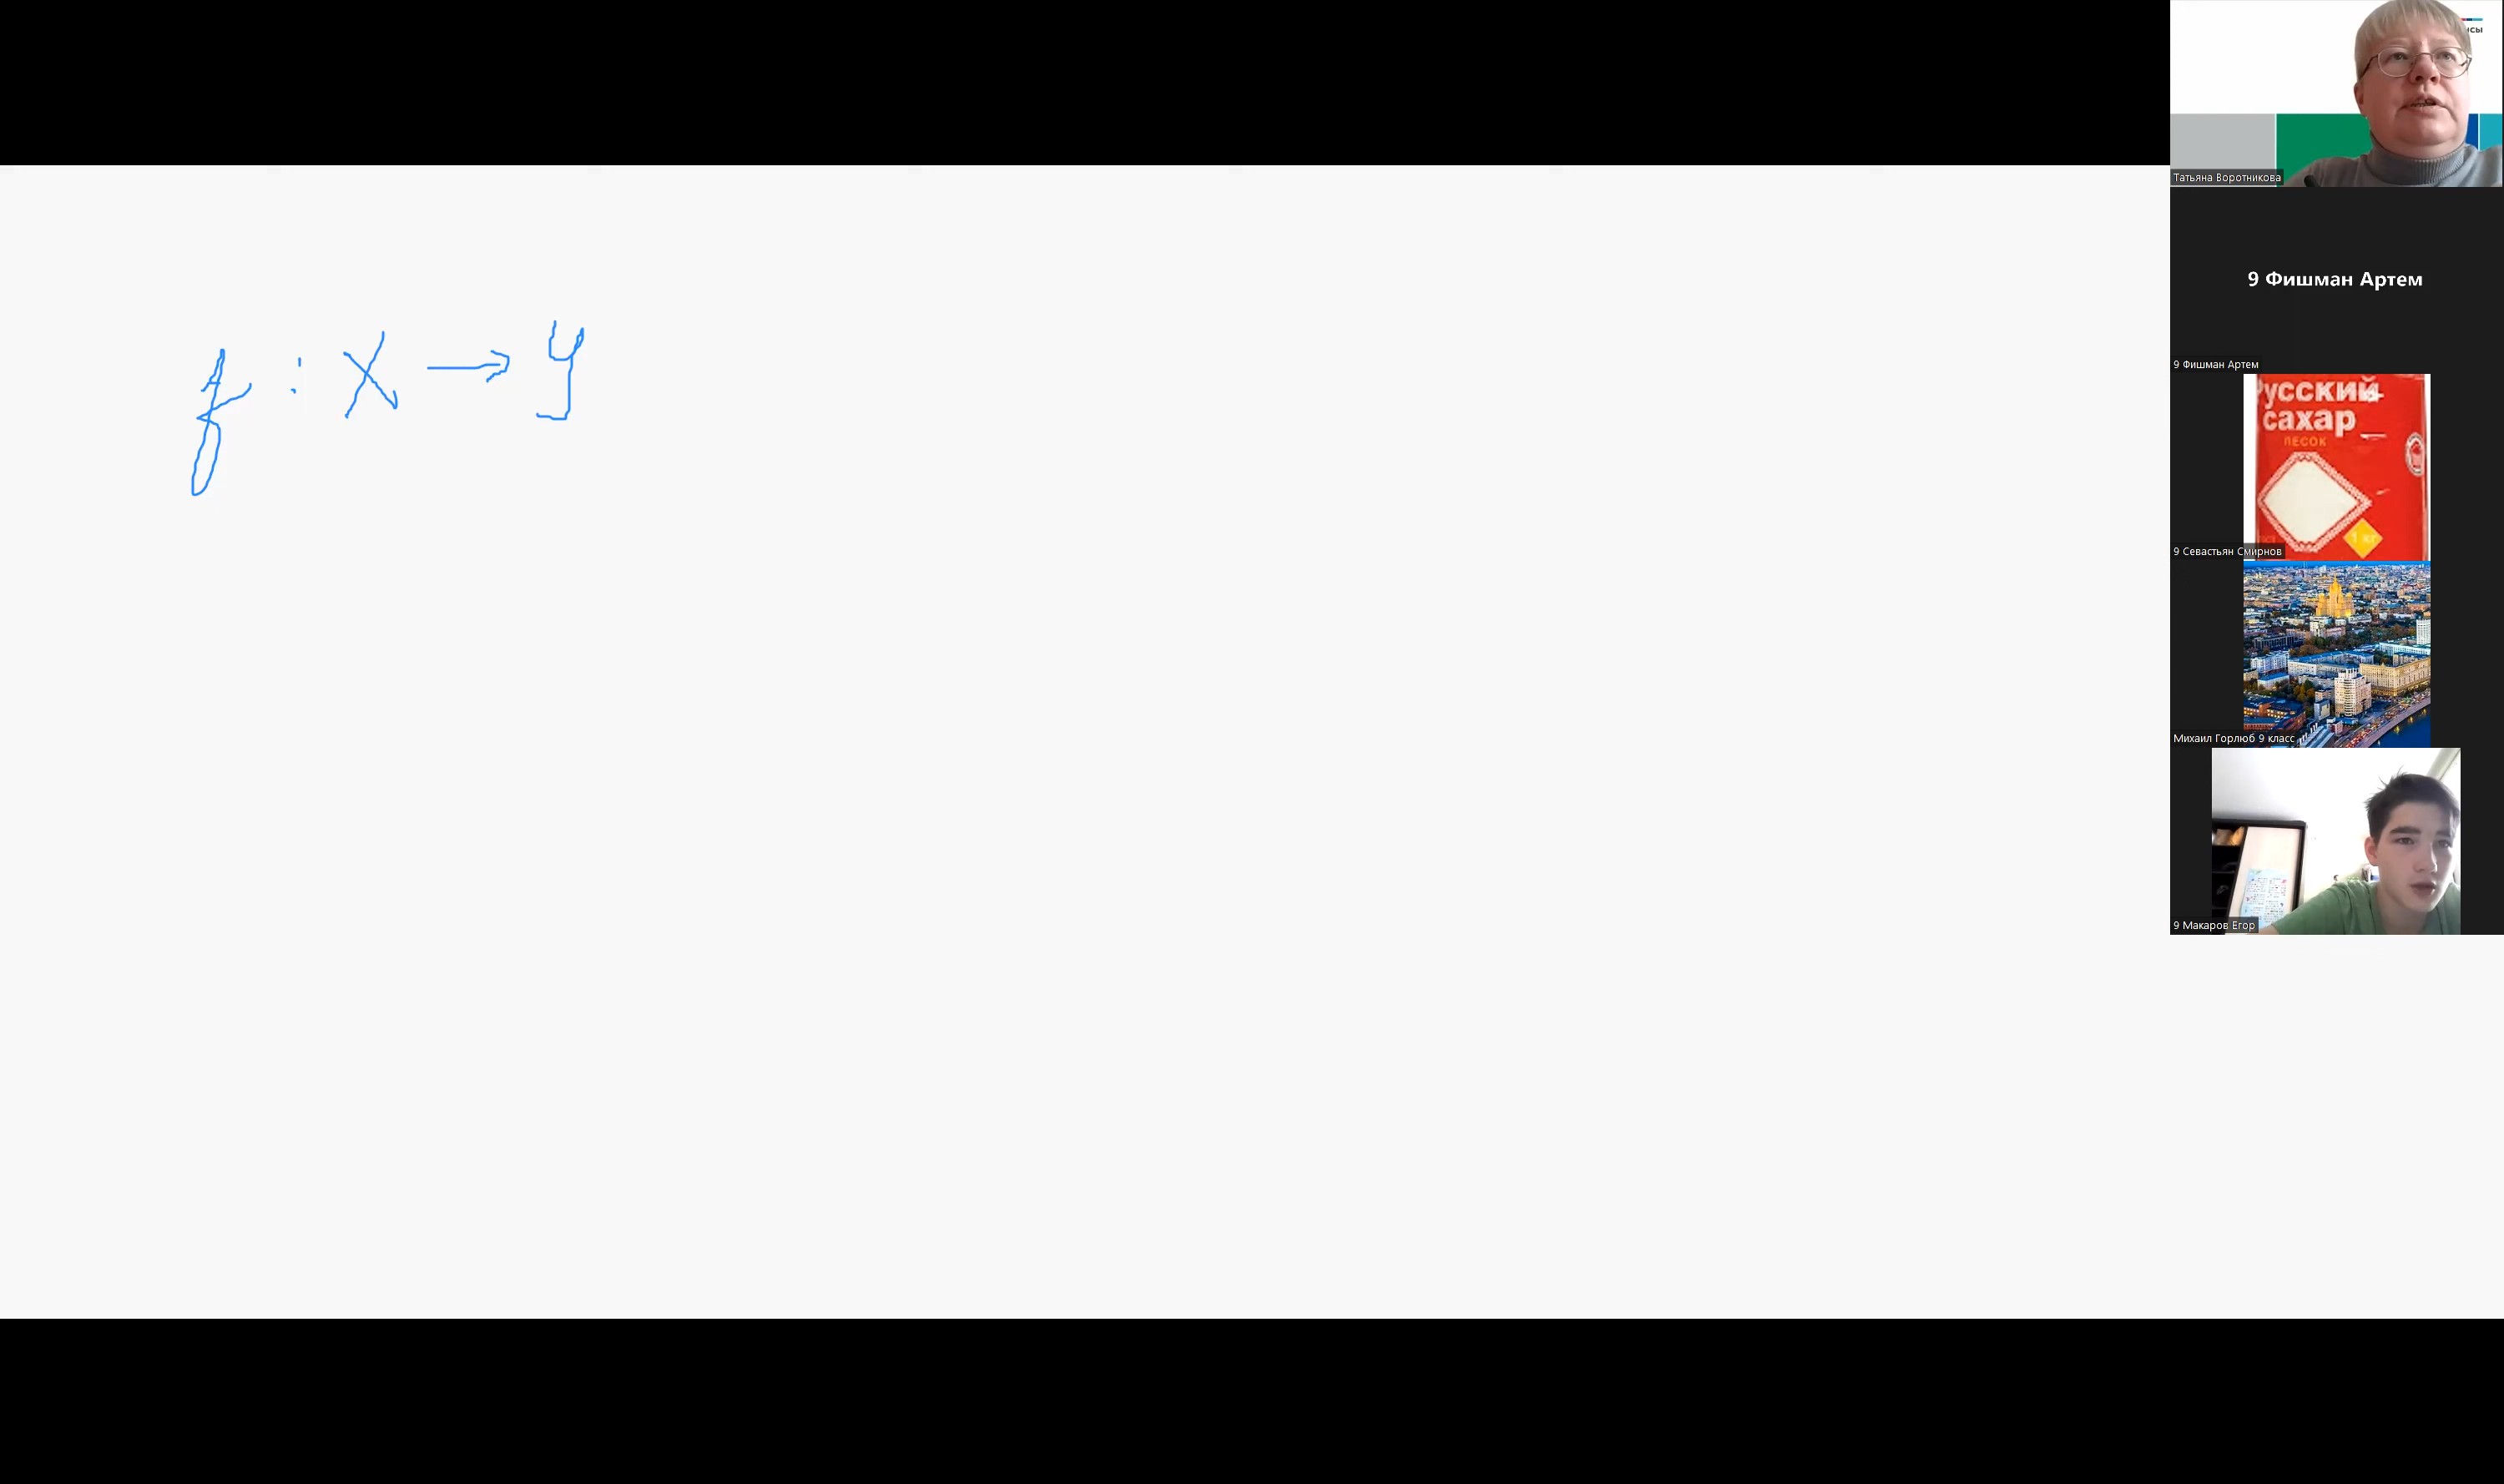 f : X → y
нсы
Татьяна Воротникова
9 Фишман Артем
9 Фишман Артем
Русский
сахар
ПЕСОК
1 кг
9 Севастьян Смирнов
Михаил Горлюб 9 класс
9 Макаров Егор